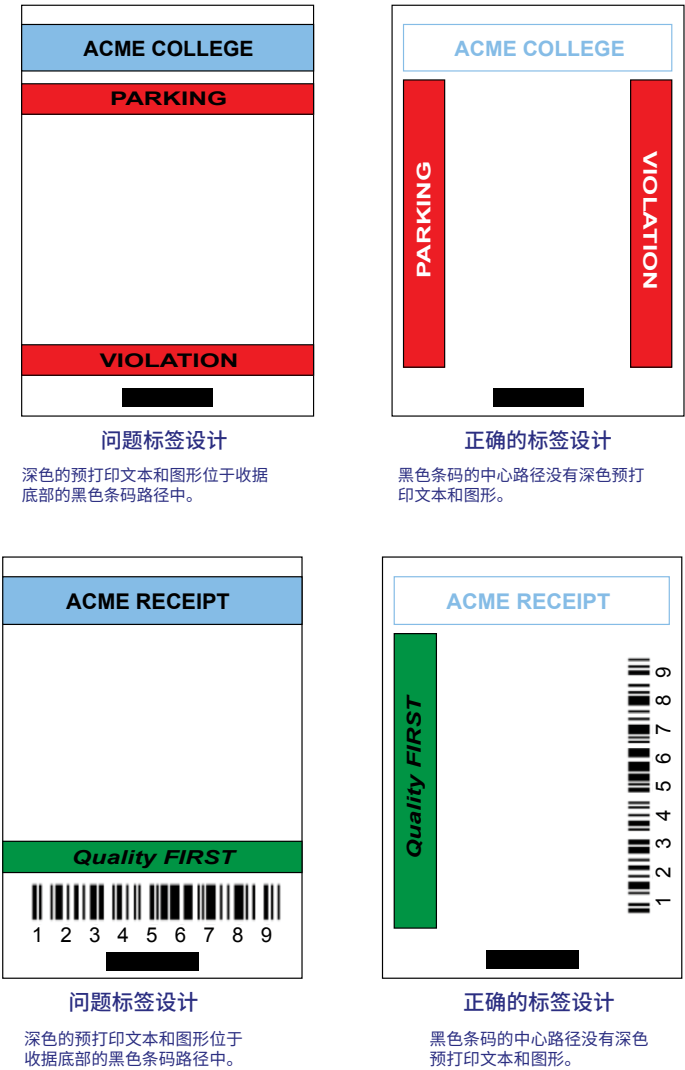 ACME COLLEGE
PARKING
VIOLATION
问题标签设计
深色的预打印文本和图形位于收据
底部的黑色条码路径中。
ACME COLLEGE
PARKING
VIOLATION
正确的标签设计
黑色条码的中心路径没有深色预打
印文本和图形。
ACME RECEIPT
Quality FIRST
1 2 3 4 5 6 7 8 9
问题标签设计
深色的预打印文本和图形位于
收据底部的黑色条码路径中。
ACME RECEIPT
Quality FIRST
1 2 3 4 5 6 7 8 9
正确的标签设计
黑色条码的中心路径没有深色
预打印文本和图形。